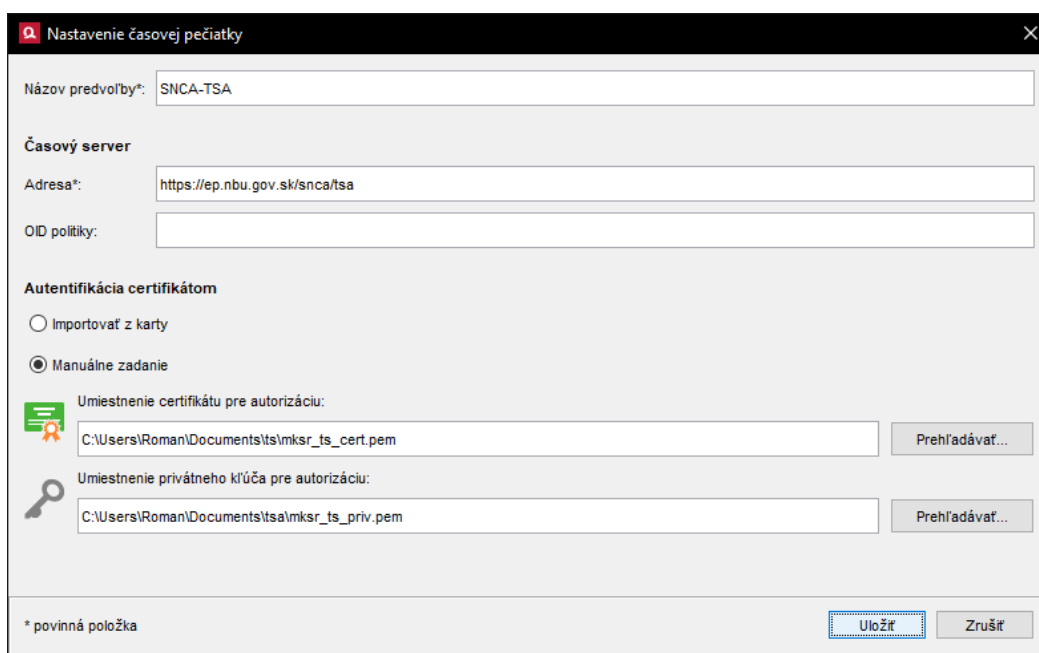 Nastavenie časovej pečiatky
Názov predvoľby*: SNCA-TSA
Časový server
Adresa*: https://ep.nbu.gov.sk/snca/tsa
OID politiky:
Autentifikácia certifikátom
Importovať z karty
Manuálne zadanie
Umiestnenie certifikátu pre autorizáciu:
C:\Users\Roman\Documents\ts\mksr_ts_cert.pem Prehľadávať...
Umiestnenie privátneho kľúča pre autorizáciu:
C:\Users\Roman\Documents\tsa\mksr_ts_priv.pem Prehľadávať...
* povinná položka Uložiť Zrušiť